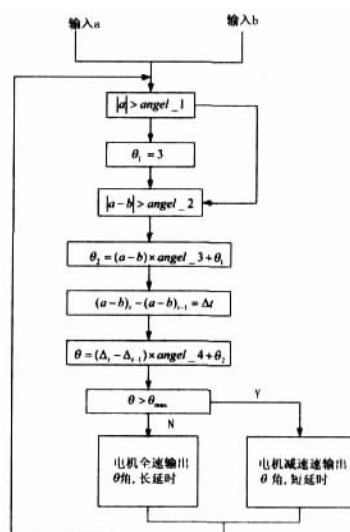 输入a
输入b
|a| > angel_1
θ₁ = 3
|a-b| > angel_2
θ₂ = (a-b)×angel_3+θ₁
(a-b)ₜ-(a-b)ₜ₋₁ = Δt
θ = (Δₜ-Δₜ₋₁)×angel_4+θ₂
θ > θmax
Y
N
电机全速输出
θ角,长延时
电机减速速输出
θ 角,短延时